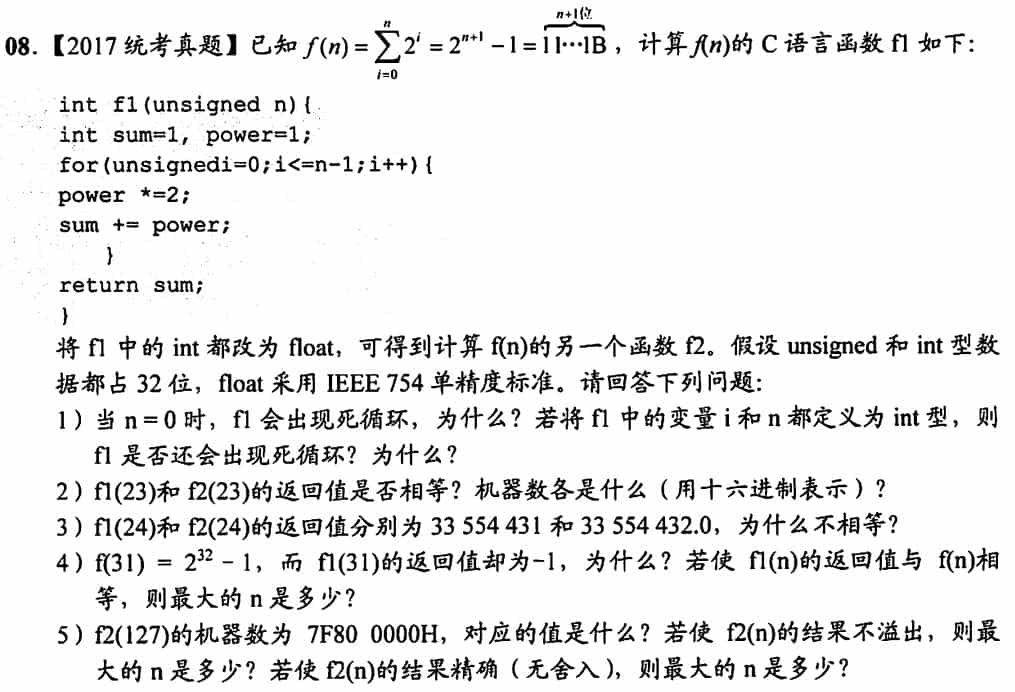 n+1位
08.【2017 统考真题】已知 f(n) = ∑_{i=0}^{n} 2^i = 2^{n+1} − 1 = 11⋯1B，计算 f(n)的 C 语言函数 f1 如下：
int f1(unsigned n){
int sum=1, power=1;
for(unsignedi=0;i<=n-1;i++){
power *=2;
sum += power;
}
return sum;
}
将 f1 中的 int 都改为 float，可得到计算 f(n)的另一个函数 f2。假设 unsigned 和 int 型数
据都占 32 位，float 采用 IEEE 754 单精度标准。请回答下列问题：
1）当 n = 0 时，f1 会出现死循环，为什么？若将 f1 中的变量 i 和 n 都定义为 int 型，则
f1 是否还会出现死循环？为什么？
2）f1(23)和 f2(23)的返回值是否相等？机器数各是什么（用十六进制表示）？
3）f1(24)和 f2(24)的返回值分别为 33 554 431 和 33 554 432.0，为什么不相等？
4）f(31) = 2^{32} − 1，而 f1(31)的返回值却为−1，为什么？若使 f1(n)的返回值与 f(n)相
等，则最大的 n 是多少？
5）f2(127)的机器数为 7F80 0000H，对应的值是什么？若使 f2(n)的结果不溢出，则最
大的 n 是多少？若使 f2(n)的结果精确（无舍入），则最大的 n 是多少？